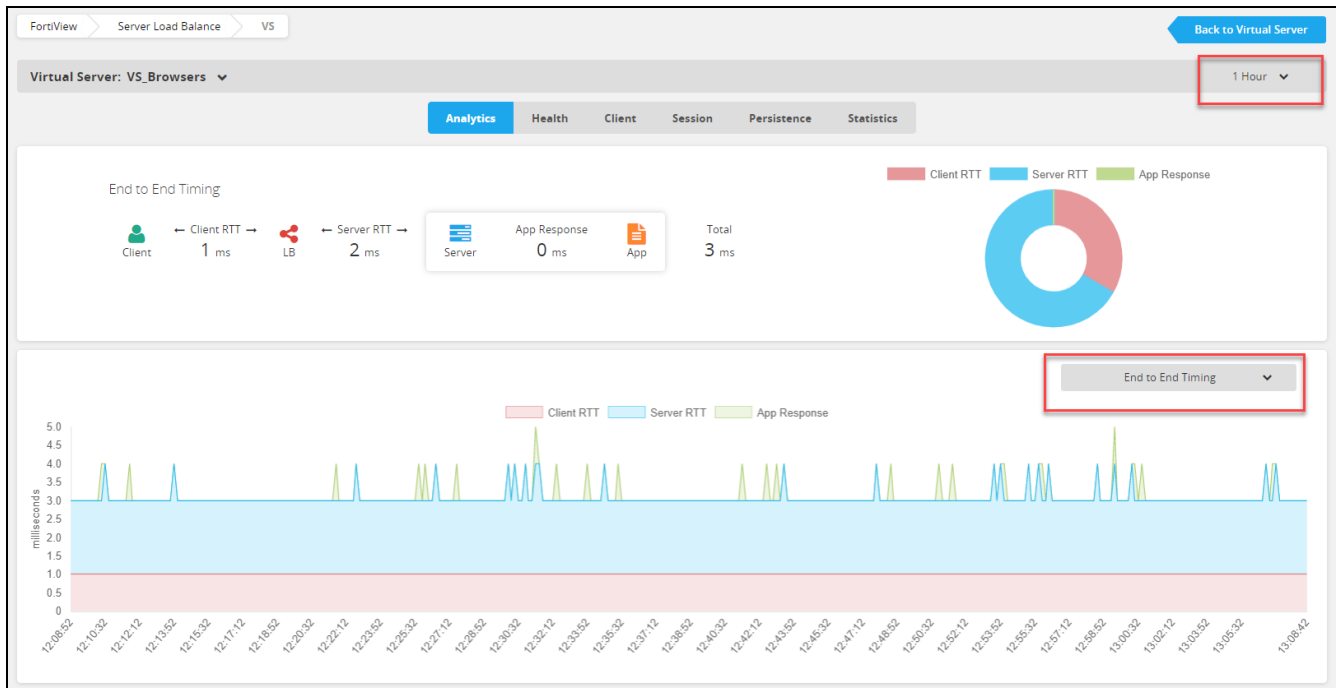 FortiView Server Load Balance VS
Back to Virtual Server
Virtual Server: VS_Browsers
1 Hour
Analytics Health Client Session Persistence Statistics
Client RTT Server RTT App Response
End to End Timing
← Client RTT → ← Server RTT → App Response Total
Client 1 ms LB 2 ms Server 0 ms App 3 ms
End to End Timing
Client RTT Server RTT App Response
5.0
4.5
4.0
3.5
3.0
2.5
2.0
1.5
1.0
0.5
0
milliseconds
12:08:52 12:10:32 12:12:12 12:13:52 12:15:32 12:17:12 12:18:52 12:20:32 12:22:12 12:23:52 12:25:32 12:27:12 12:28:52 12:30:32 12:32:12 12:33:52 12:35:32 12:37:12 12:38:52 12:40:32 12:42:12 12:43:52 12:45:32 12:47:12 12:48:52 12:50:32 12:52:12 12:53:52 12:55:32 12:57:12 12:58:52 13:00:32 13:02:12 13:03:52 13:05:32 13:08:42